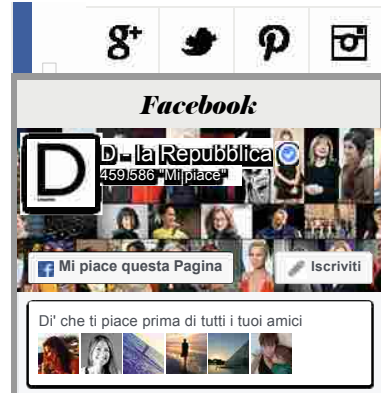 g+
Facebook
D
D - la Repubblica
459.586 "Mi piace"
Mi piace questa Pagina
Iscriviti
Di' che ti piace prima di tutti i tuoi amici